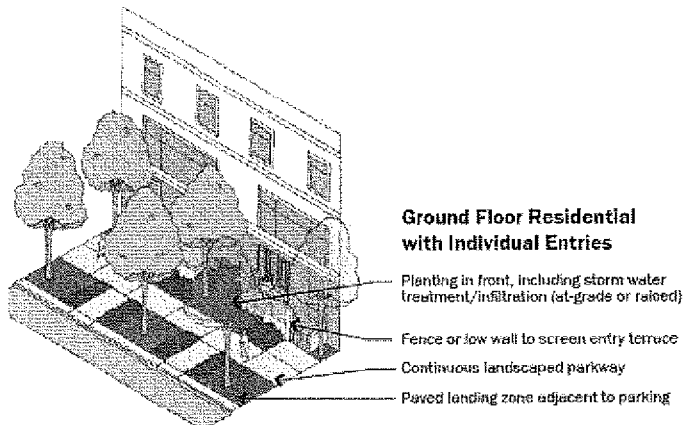 Ground Floor Residential
with Individual Entries
Planting in front, including storm water
treatment/infiltration (at-grade or raised)
Fence or low wall to screen entry terrace
Continuous landscaped parkway
Paved landing zone adjacent to parking